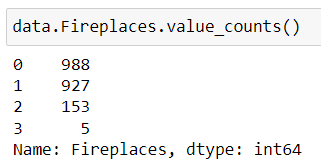 data.Fireplaces.value_counts()
0    988
1    927
2    153
3      5
Name: Fireplaces, dtype: int64